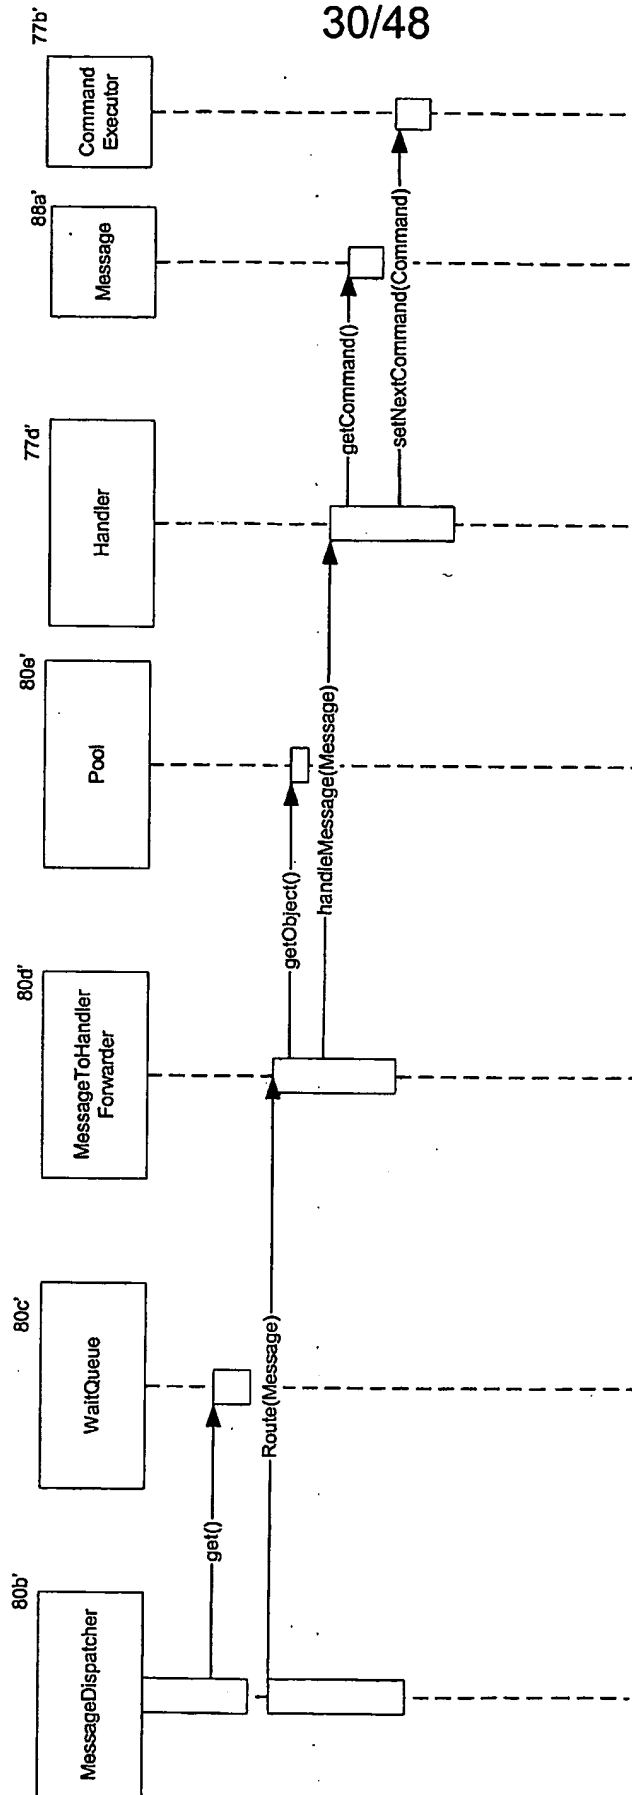 30/48
77b'
Command
Executor
88a'
Message
77d'
Handler
80e'
Pool
80d'
MessageToHandler
Forwarder
80c'
WaitQueue
80b'
MessageDispatcher
get()
Route(Message)
getObject()
handleMessage(Message)
getCommand()
setNextCommand(Command)